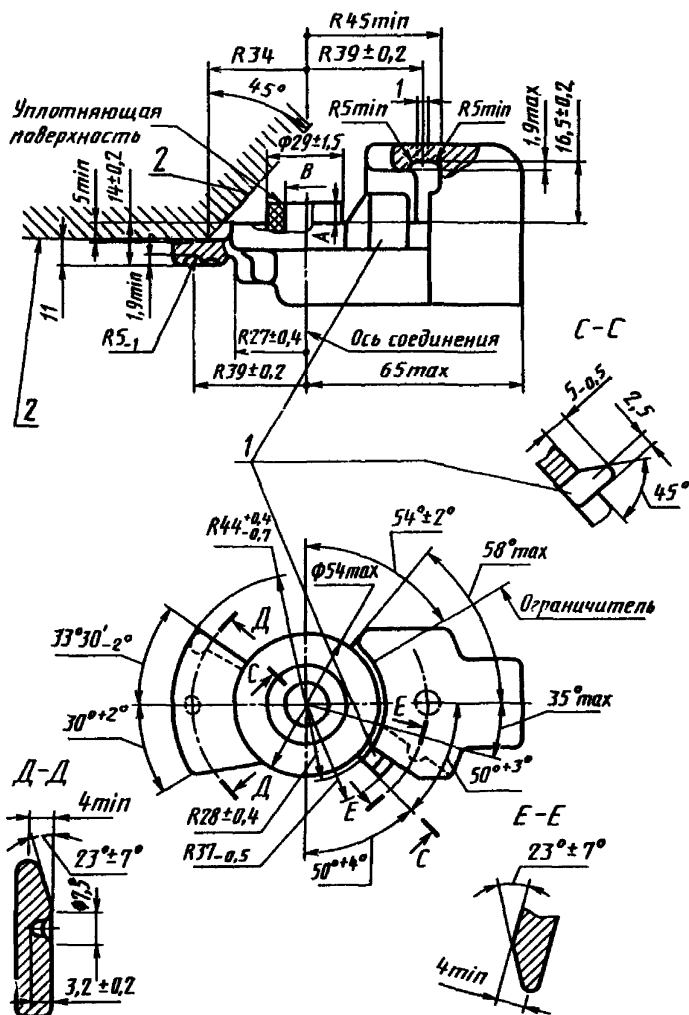 R45min
R34
R39±0,2
45°
1
Уплотняющая
поверхность
R5min
R5min
1,9max
16,5±0,2
2
Ф29±1,5
В
А
5min
14±0,2
11
1,9min
R5₋₁
R27±0,4
Ось соединения
R39±0,2
65max
2
С-С
5₋₀,₅
2,5
45°
1
R44+0,4
-0,7
54°±2°
58°max
Ф54max
Ограничитель
33°30′₋₂°
Д
С
Е
30°⁺²°
35°max
50°⁺³°
Д-Д
Д
Е
R28±0,4
R37₋₀,₅
50°⁺⁴°
С
Е-Е
4min
23°±7°
23°±7°
Ф7,5
4min
3,2±0,2